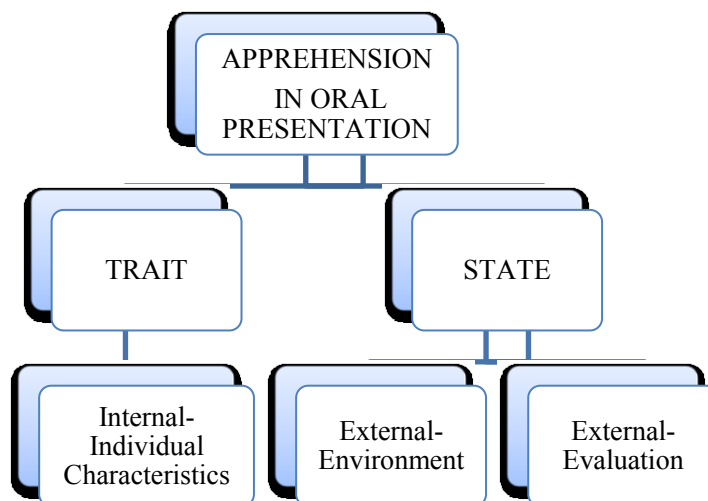 APPREHENSION
IN ORAL
PRESENTATION
TRAIT
STATE
Internal-
Individual
Characteristics
External-
Environment
External-
Evaluation